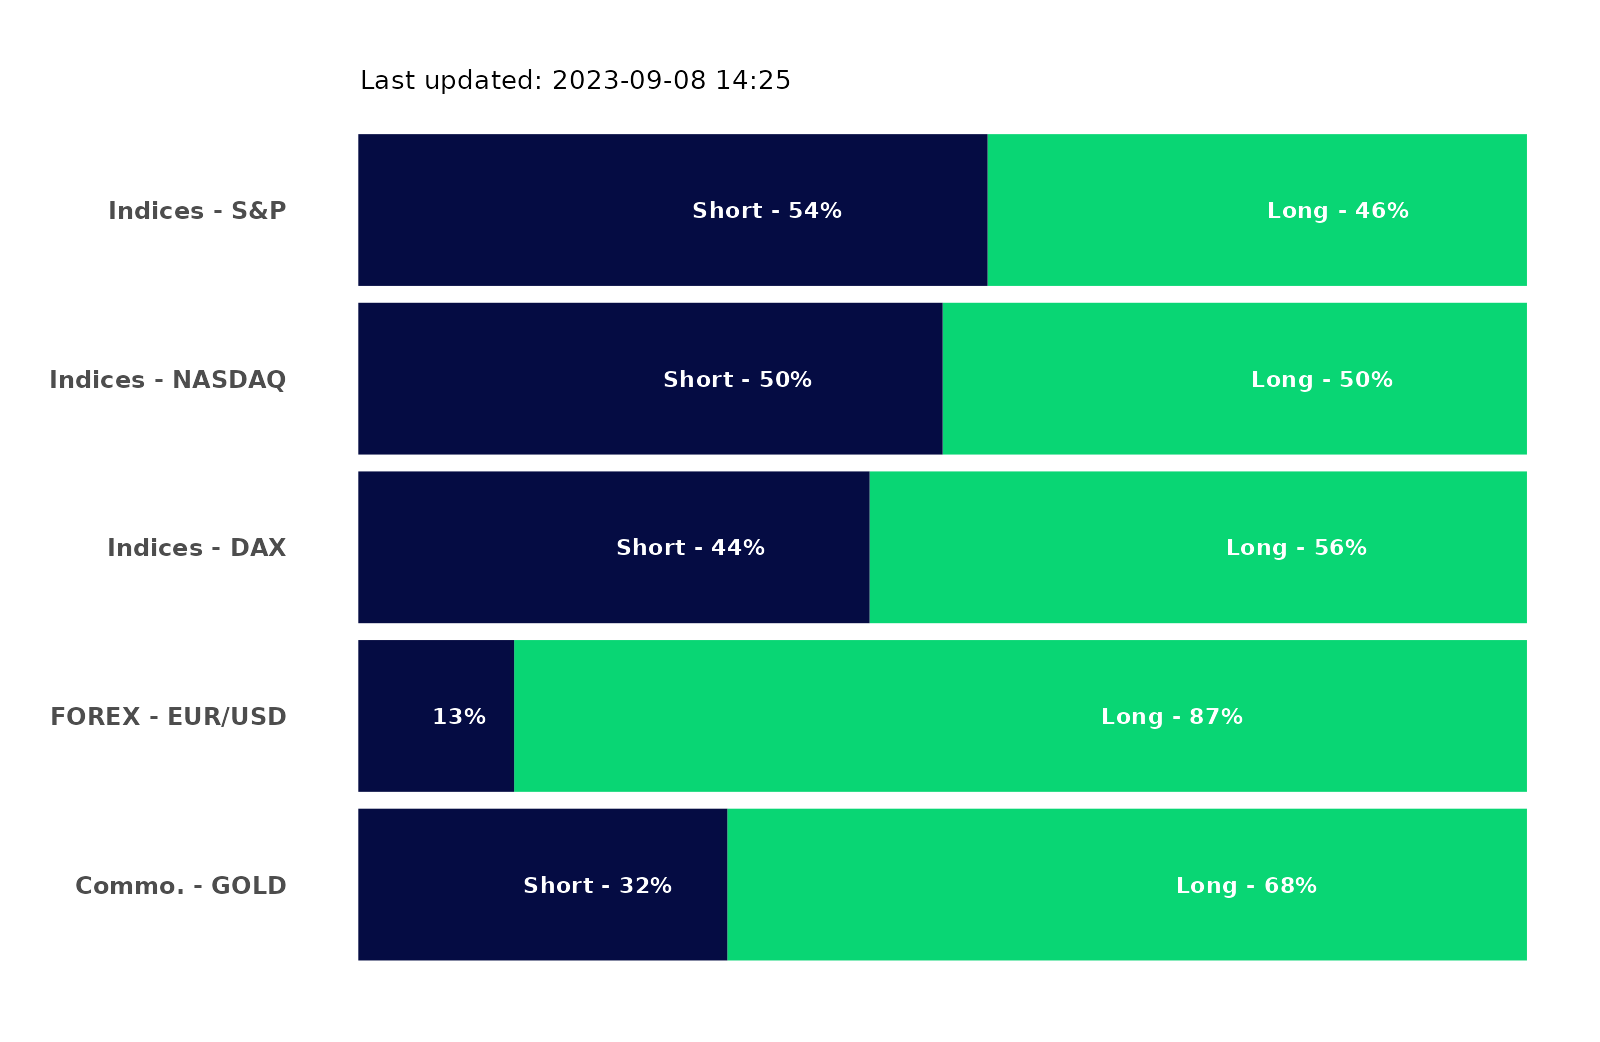 Last updated: 2023-09-08 14:25
Indices - S&P Short - 54% Long - 46%
Indices - NASDAQ Short - 50% Long - 50%
Indices - DAX Short - 44% Long - 56%
FOREX - EUR/USD 13% Long - 87%
Commo. - GOLD Short - 32% Long - 68%